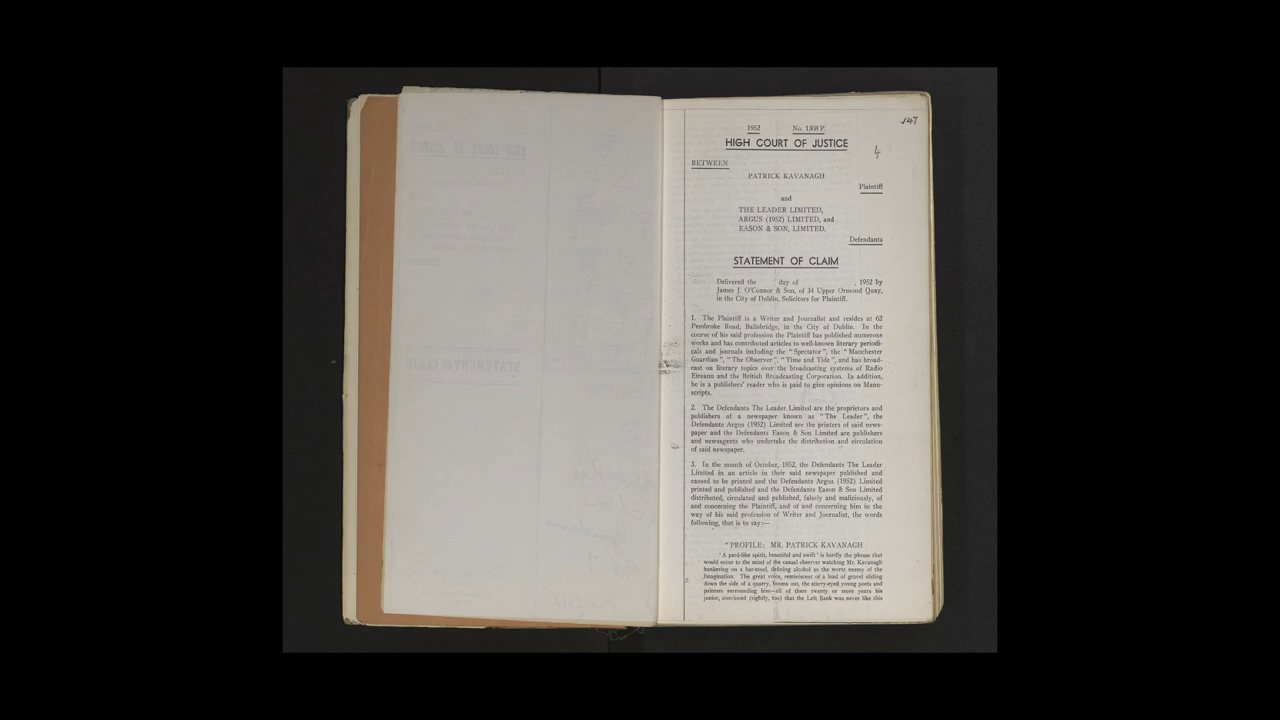 147
1952 No. 1368 P.
HIGH COURT OF JUSTICE
4
BETWEEN
PATRICK KAVANAGH
Plaintiff
and
THE LEADER LIMITED,
ARGUS (1952) LIMITED, and
EASON & SON, LIMITED.
Defendants
STATEMENT OF CLAIM
Delivered the day of , 1952 by
James J. O'Connor & Son, of 34 Upper Ormond Quay,
in the City of Dublin, Solicitors for Plaintiff.
1. The Plaintiff is a Writer and Journalist and resides at 62
Pembroke Road, Ballsbridge, in the City of Dublin. In the
course of his said profession the Plaintiff has published numerous
works and has contributed articles to well-known literary periodi-
cals and journals including the "Spectator", the "Manchester
Guardian", "The Observer", "Time and Tide", and has broad-
cast on literary topics over the broadcasting systems of Radio
Eireann and the British Broadcasting Corporation. In addition,
he is a publishers' reader who is paid to give opinions on Manu-
scripts.
2. The Defendants The Leader Limited are the proprietors and
publishers of a newspaper known as "The Leader", the
Defendants Argus (1952) Limited are the printers of said news-
paper and the Defendants Eason & Son Limited are publishers
and newsagents who undertake the distribution and circulation
of said newspaper.
3. In the month of October, 1952, the Defendants The Leader
Limited in an article in their said newspaper published and
caused to be printed and the Defendants Argus (1952) Limited
printed and published and the Defendants Eason & Son Limited
distributed, circulated and published, falsely and maliciously, of
and concerning the Plaintiff, and of and concerning him in the
way of his said profession of Writer and Journalist, the words
following, that is to say:—
"PROFILE: MR. PATRICK KAVANAGH
'A pard-like spirit, beautiful and swift' is hardly the phrase that
would occur to the mind of the casual observer watching Mr. Kavanagh
hunkering on a bar-stool, defining alcohol as the worst enemy of the
Imagination. The great voice, reminiscent of a load of gravel sliding
down the side of a quarry, booms out, the starry-eyed young poets and
painters surrounding him—all of them twenty or more years his
junior, convinced (rightly, too) that the Left Bank was never like this